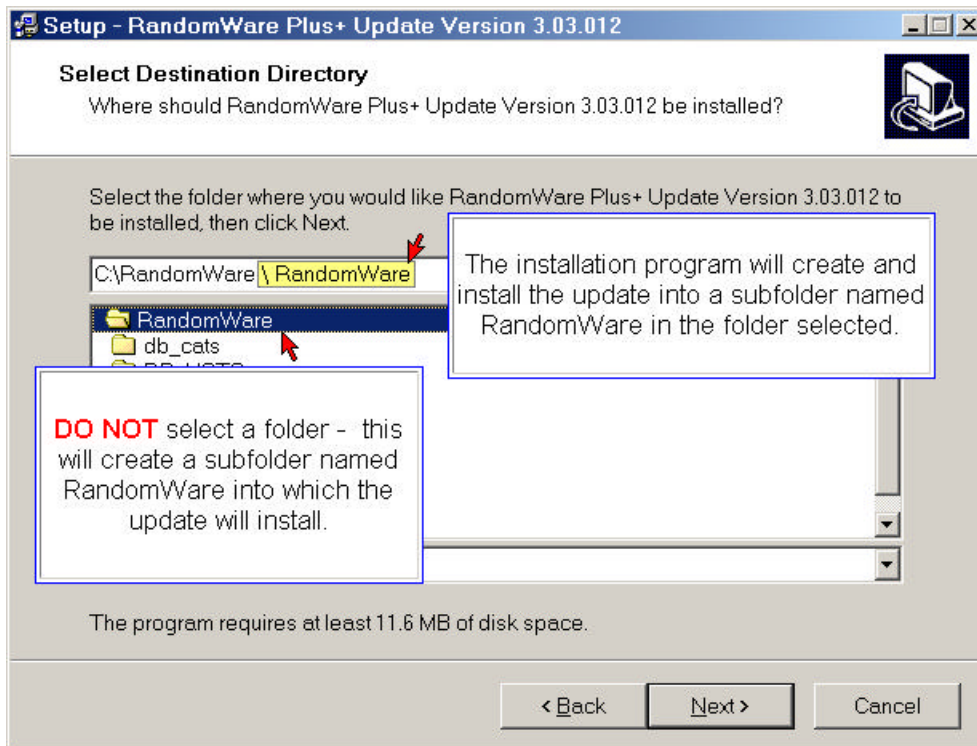 Setup - RandomWare Plus+ Update Version 3.03.012
Select Destination Directory
Where should RandomWare Plus+ Update Version 3.03.012 be installed?
Select the folder where you would like RandomWare Plus+ Update Version 3.03.012 to
be installed, then click Next.
C:\RandomWare \ RandomWare
The installation program will create and
install the update into a subfolder named
RandomWare in the folder selected.
RandomWare
db_cats
DO NOT select a folder - this
will create a subfolder named
RandomWare into which the
update will install.
The program requires at least 11.6 MB of disk space.
< Back
Next >
Cancel